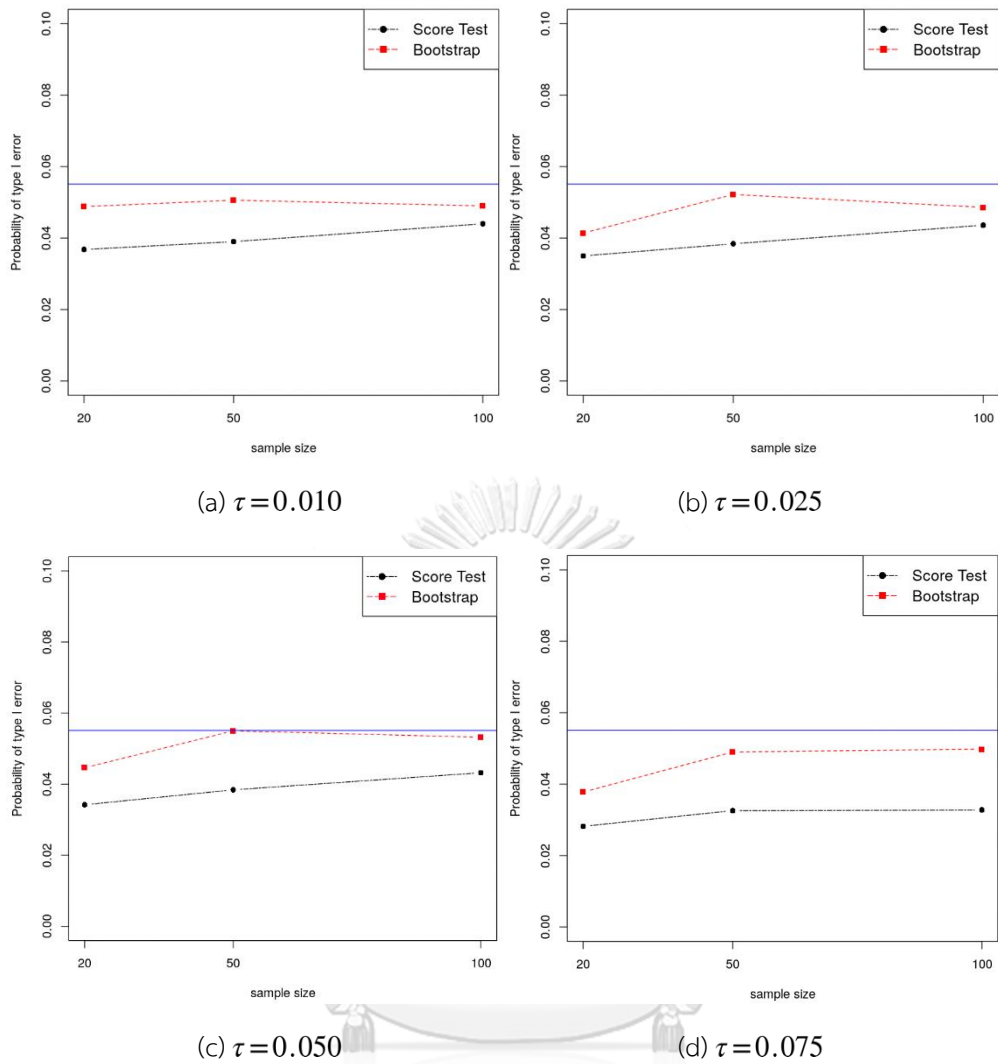 0.10
0.08
0.06
0.04
0.02
0.00
Probability of type I error
Score Test
Bootstrap
20 50 100
sample size
(a) τ=0.010
0.10
0.08
0.06
0.04
0.02
0.00
Probability of type I error
Score Test
Bootstrap
20 50 100
sample size
(b) τ=0.025
0.10
0.08
0.06
0.04
0.02
0.00
Probability of type I error
Score Test
Bootstrap
20 50 100
sample size
(c) τ=0.050
0.10
0.08
0.06
0.04
0.02
0.00
Probability of type I error
Score Test
Bootstrap
20 50 100
sample size
(d) τ=0.075